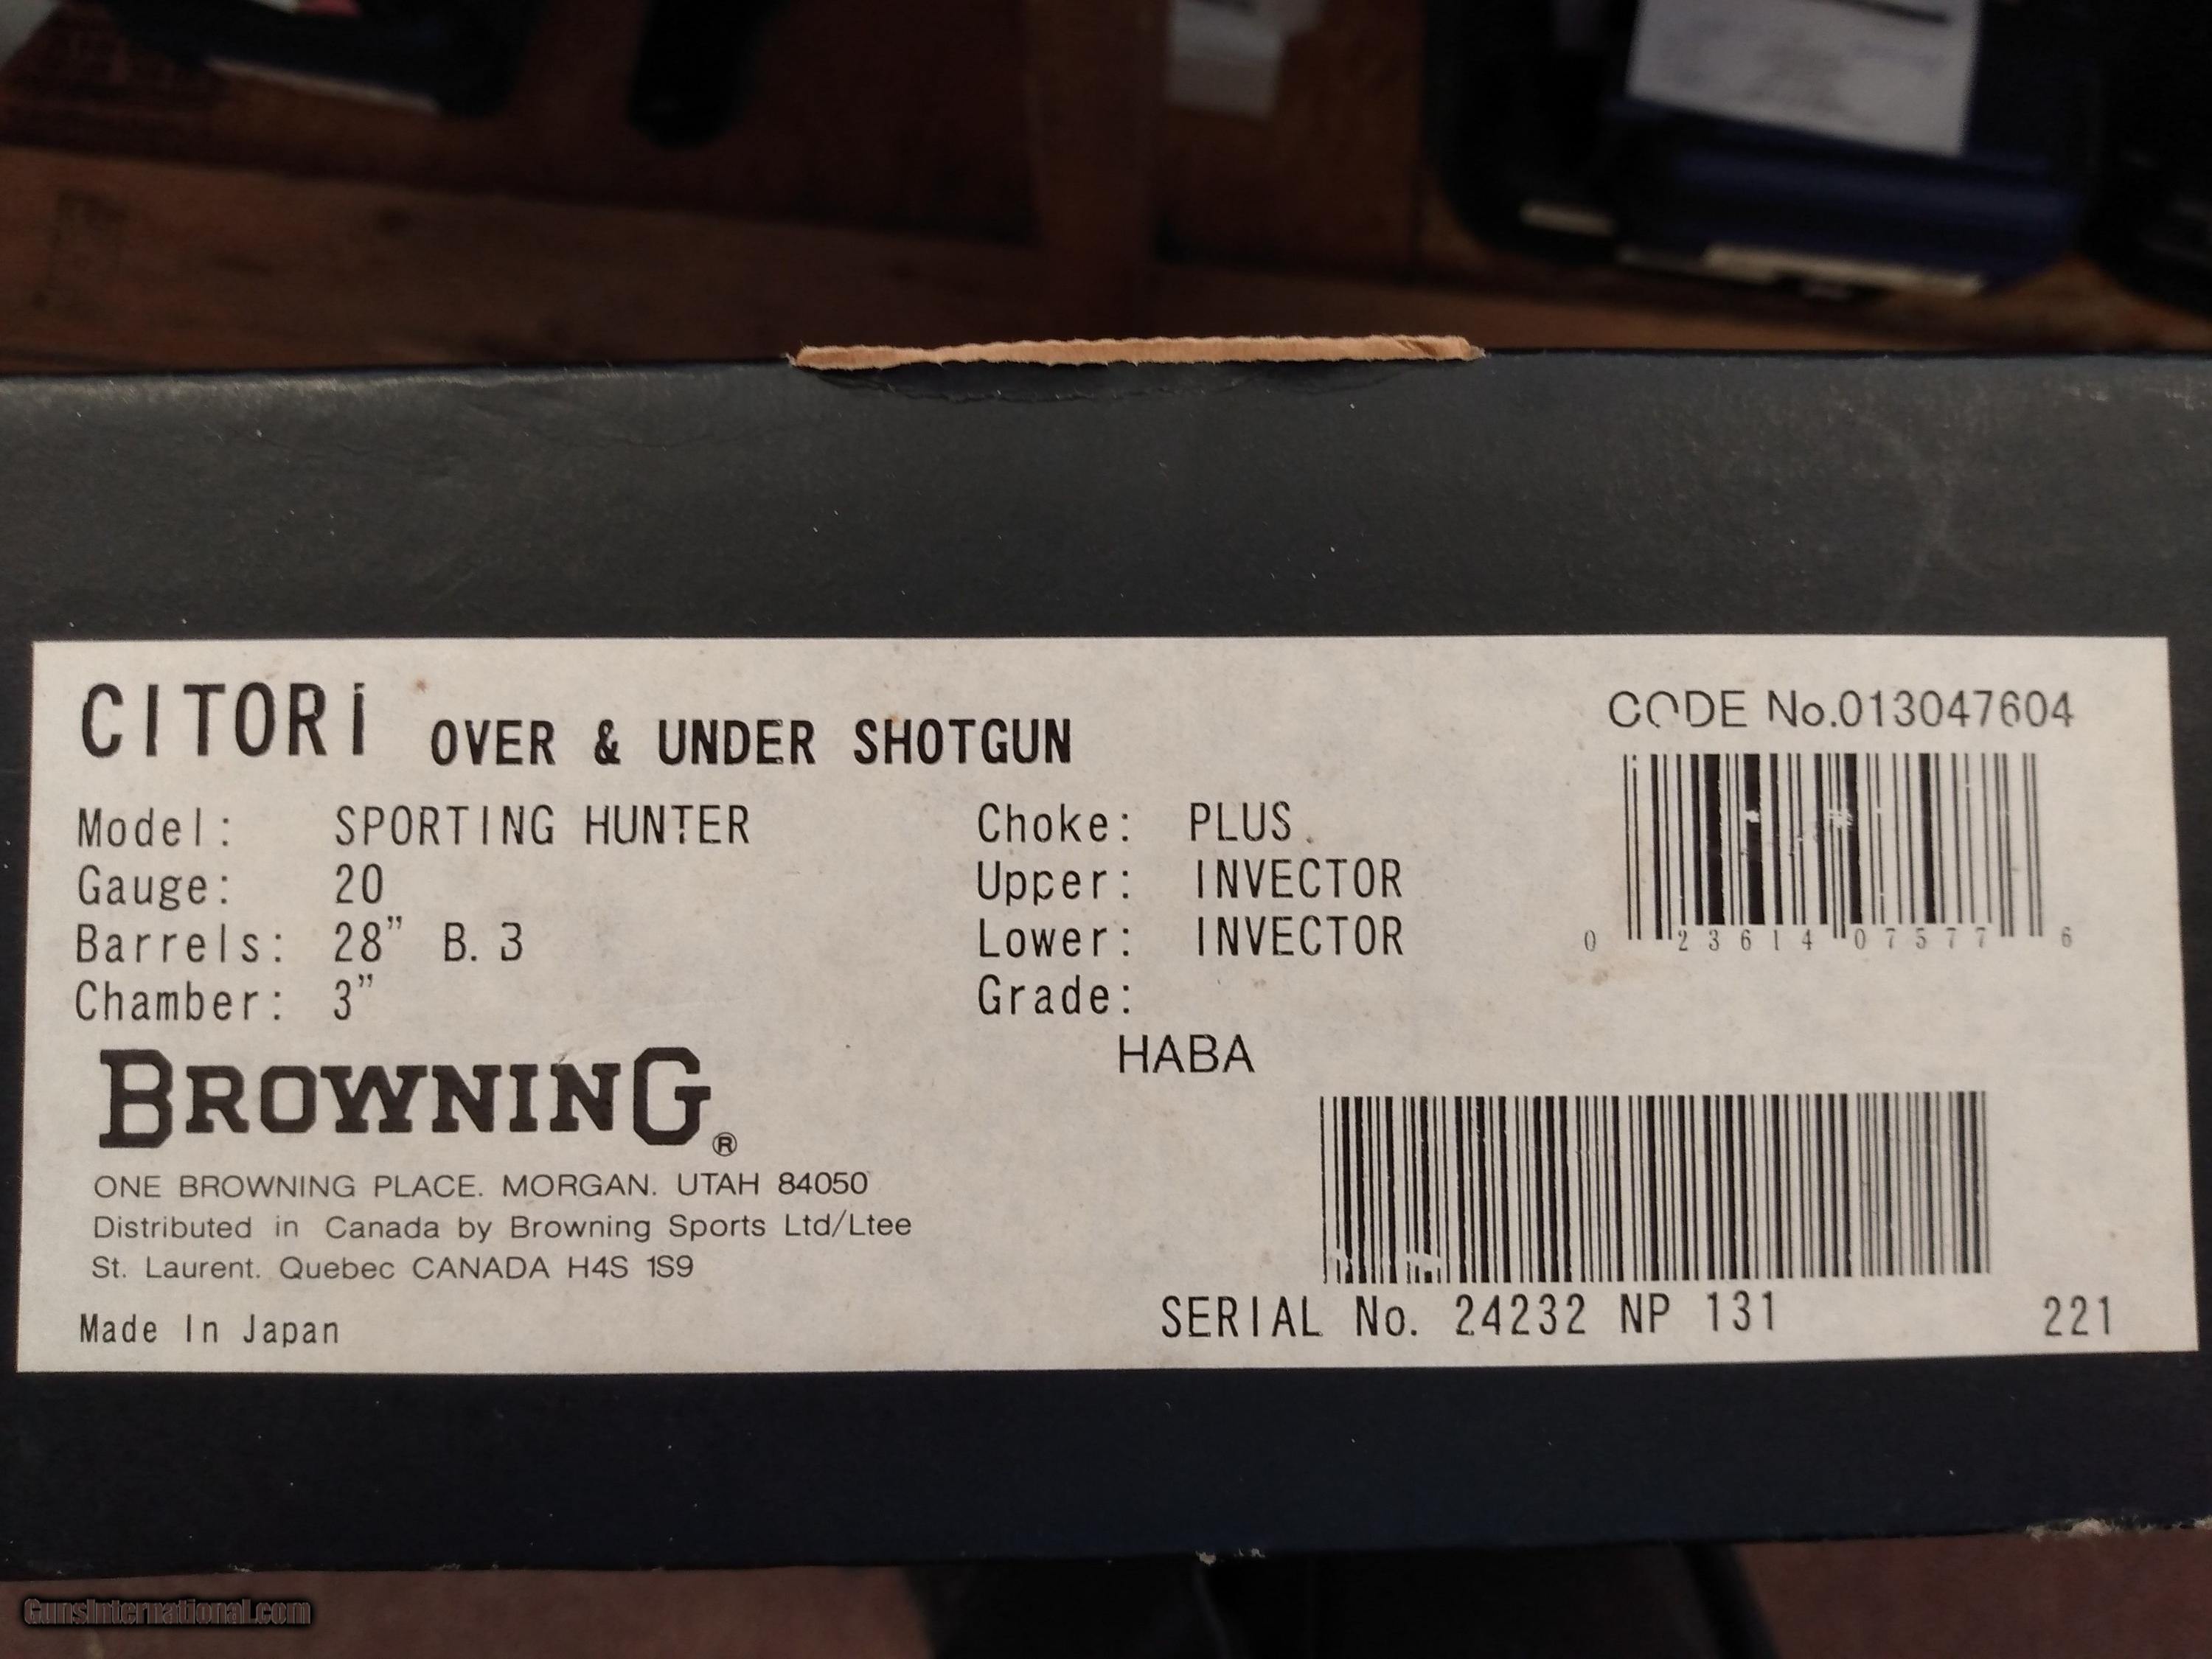 CITORI OVER & UNDER SHOTGUN
CODE No.013047604
Model: SPORTING HUNTER
Gauge: 20
Barrels: 28" B.3
Chamber: 3"
Choke: PLUS.
Upper: INVECTOR
Lower: INVECTOR
Grade:
HABA
0 23614 07577 6
BROWNING®
ONE BROWNING PLACE. MORGAN. UTAH 84050
Distributed in Canada by Browning Sports Ltd/Ltee
St. Laurent. Quebec CANADA H4S 1S9
Made In Japan
SERIAL No. 24232 NP 131 221
GunsInternational.com